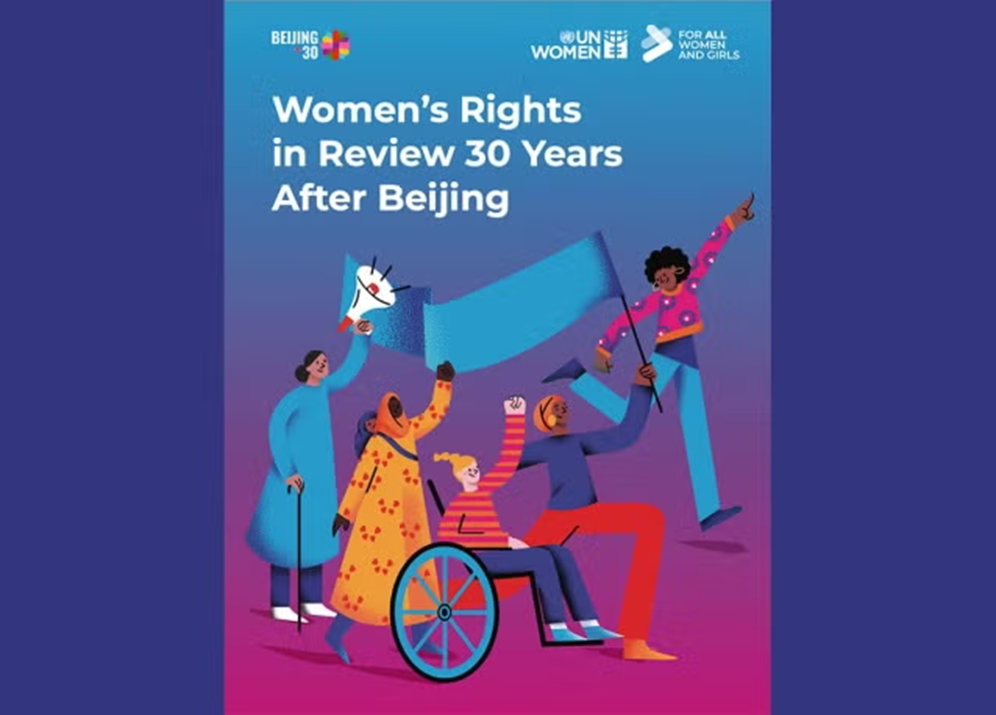 BEIJING
+30
UN
WOMEN
FOR ALL
WOMEN
AND GIRLS
Women's Rights
in Review 30 Years
After Beijing